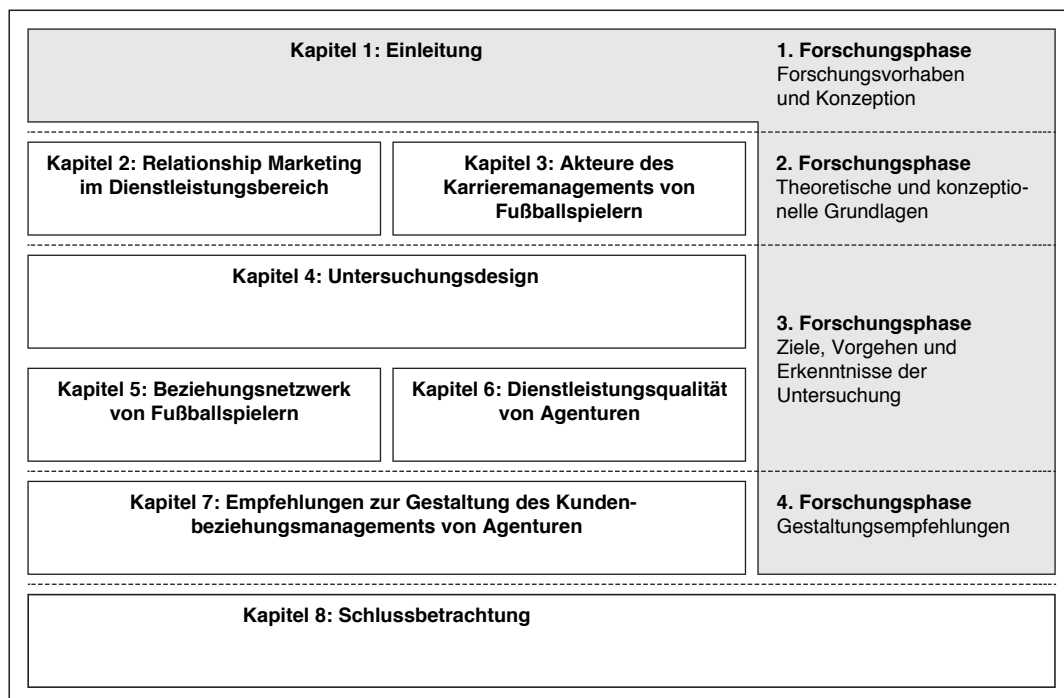 Kapitel 1: Einleitung
1. Forschungsphase
Forschungsvorhaben
und Konzeption
Kapitel 2: Relationship Marketing
im Dienstleistungsbereich
Kapitel 3: Akteure des
Karrieremanagements von
Fußballspielern
2. Forschungsphase
Theoretische und konzeptio-
nelle Grundlagen
Kapitel 4: Untersuchungsdesign
Kapitel 5: Beziehungsnetzwerk
von Fußballspielern
Kapitel 6: Dienstleistungsqualität
von Agenturen
3. Forschungsphase
Ziele, Vorgehen und
Erkenntnisse der
Untersuchung
Kapitel 7: Empfehlungen zur Gestaltung des Kunden-
beziehungsmanagements von Agenturen
4. Forschungsphase
Gestaltungsempfehlungen
Kapitel 8: Schlussbetrachtung